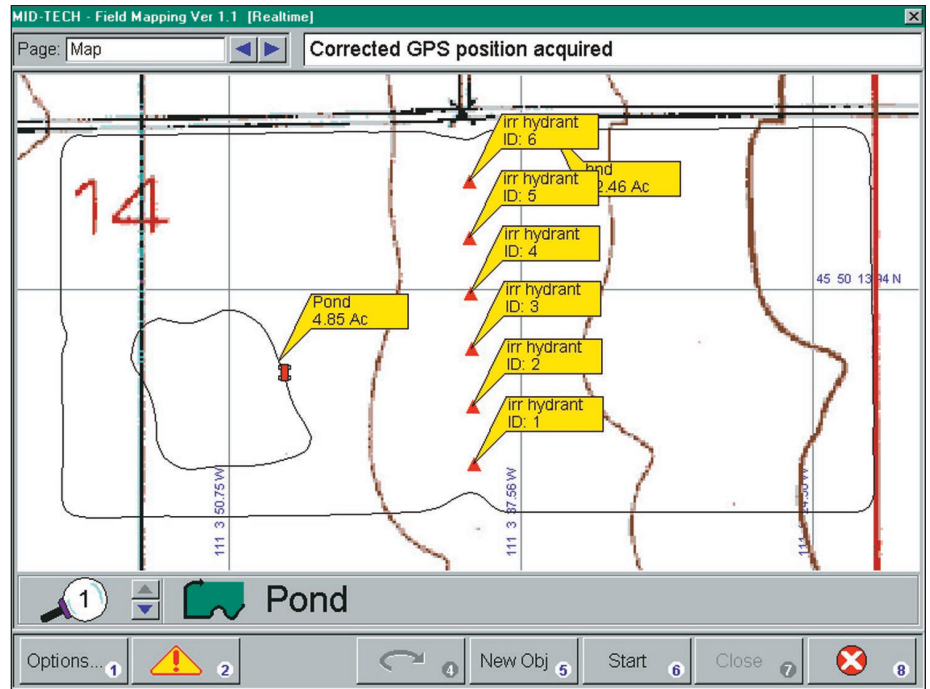 MID-TECH - Field Mapping Ver 1.1 [Realtime]
Page: Map
Corrected GPS position acquired
irr hydrant
ID: 6
bnd
2.46 Ac
14
irr hydrant
ID: 5
irr hydrant
ID: 4
45 50 13.94 N
Pond
4.85 Ac
irr hydrant
ID: 3
irr hydrant
ID: 2
irr hydrant
ID: 1
111 3 50.75 W
111 3 37.56 W
111
W
1
Pond
Options... 1
2
4
New Obj 5
Start 6
Close 7
8